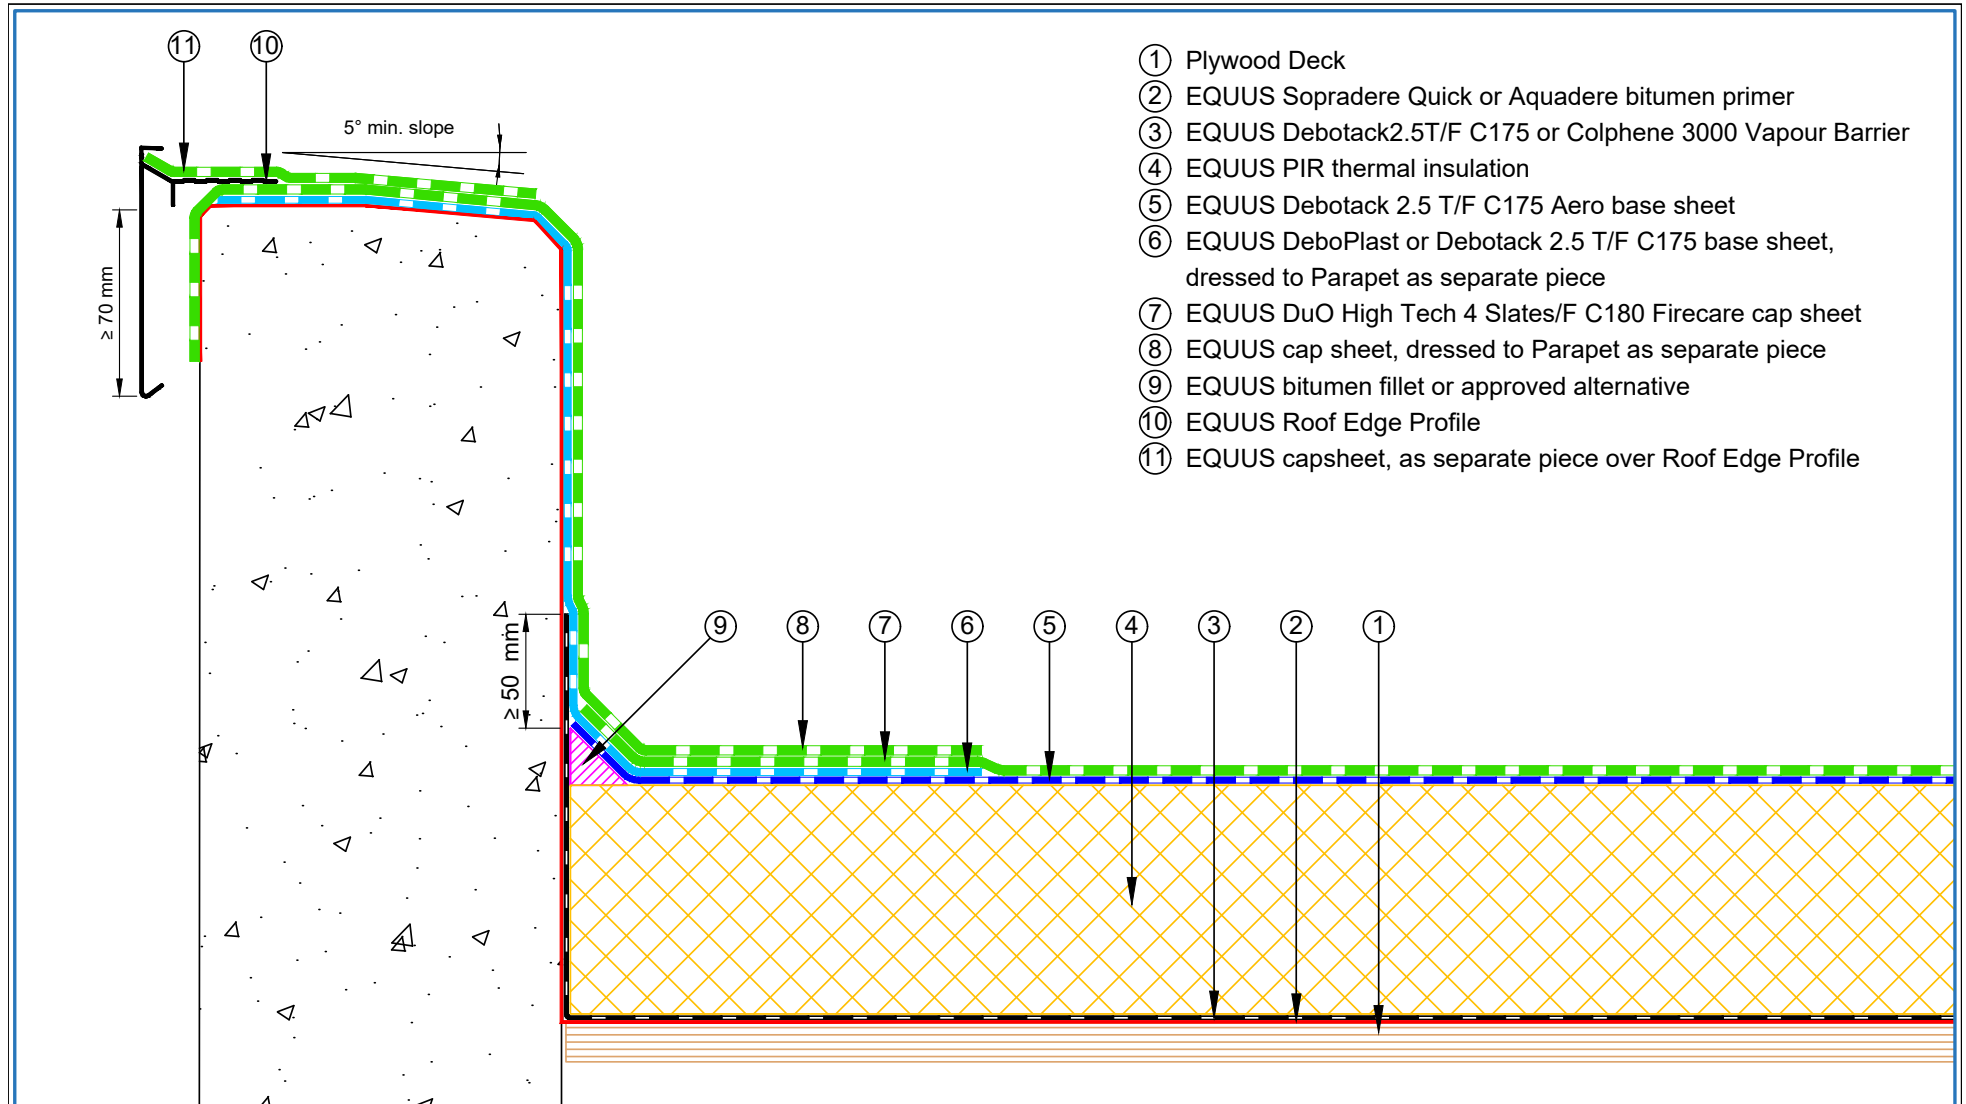 11 10
5° min. slope
≥ 70 mm
1 Plywood Deck
2 EQUUS Sopradere Quick or Aquadere bitumen primer
3 EQUUS Debotack2.5T/F C175 or Colphene 3000 Vapour Barrier
4 EQUUS PIR thermal insulation
5 EQUUS Debotack 2.5 T/F C175 Aero base sheet
6 EQUUS DeboPlast or Debotack 2.5 T/F C175 base sheet,
dressed to Parapet as separate piece
7 EQUUS DuO High Tech 4 Slates/F C180 Firecare cap sheet
8 EQUUS cap sheet, dressed to Parapet as separate piece
9 EQUUS bitumen fillet or approved alternative
10 EQUUS Roof Edge Profile
11 EQUUS capsheet, as separate piece over Roof Edge Profile
≥ 50 mm
9 8 7 6 5 4 3 2 1